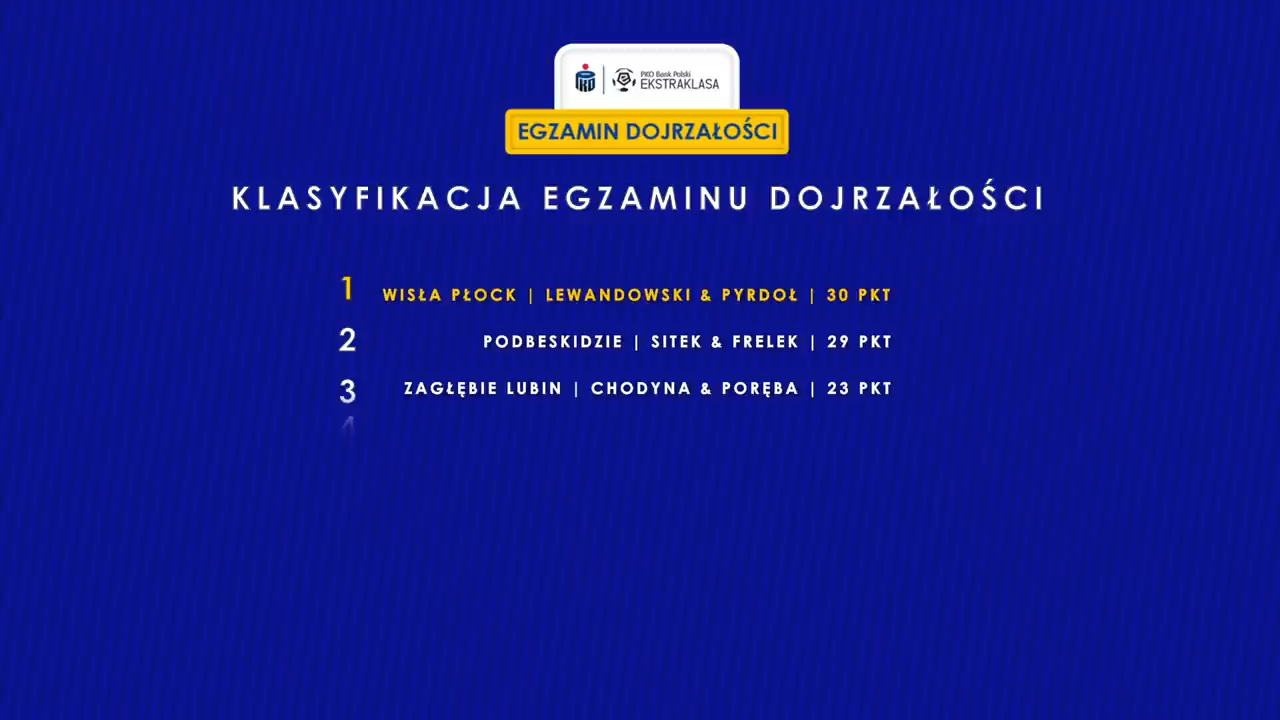 PKO
PKO Bank Polski
EKSTRAKLASA
EGZAMIN DOJRZAŁOŚCI
KLASYFIKACJA EGZAMINU DOJRZAŁOŚCI
1 WISŁA PŁOCK | LEWANDOWSKI & PYRDOŁ | 30 PKT
2 PODBESKIDZIE | SITEK & FRELEK | 29 PKT
3 ZAGŁĘBIE LUBIN | CHODYNA & PORĘBA | 23 PKT